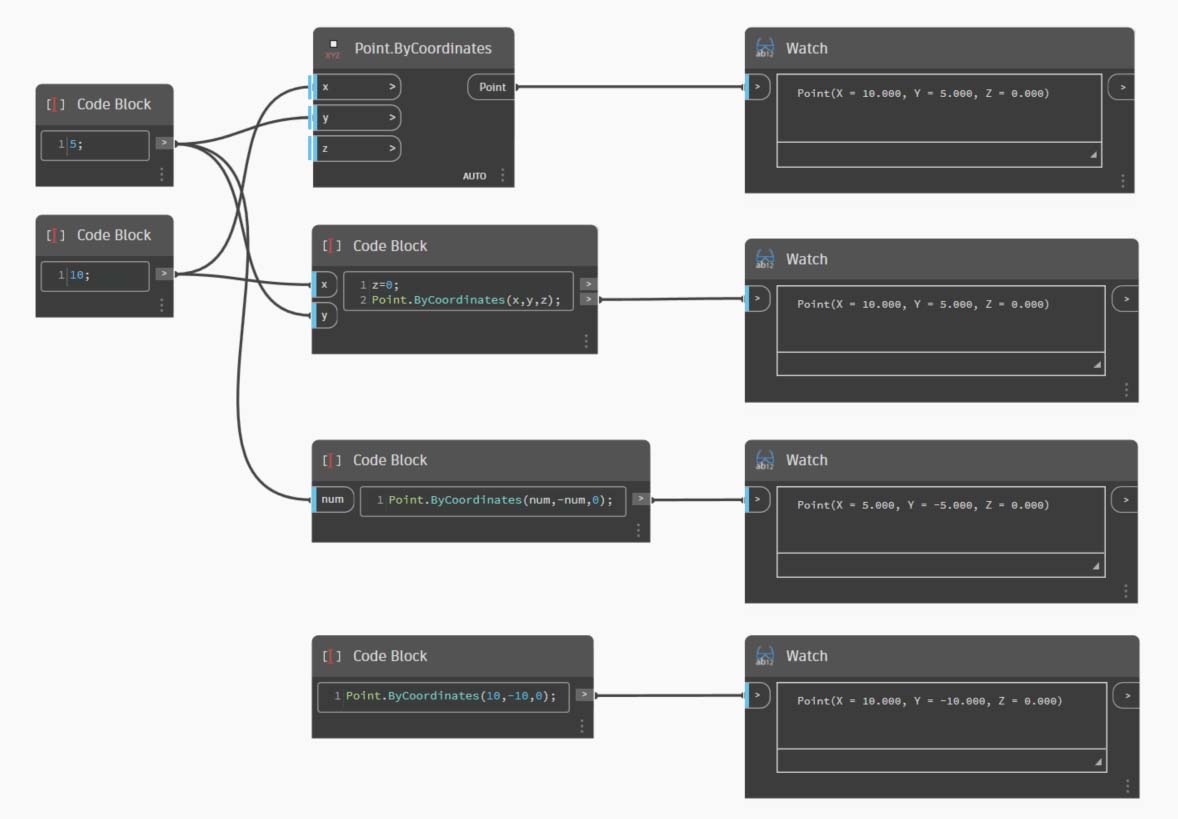 Code Block
1 5;
>
Code Block
1 10;
>
XYZ
Point.ByCoordinates
x >
y >
z >
Point
AUTO
ab12
Watch
>
Point(X = 10.000, Y = 5.000, Z = 0.000)
>
Code Block
x
y
1 z=0;
2 Point.ByCoordinates(x,y,z);
>
>
ab12
Watch
>
Point(X = 10.000, Y = 5.000, Z = 0.000)
>
Code Block
num
1 Point.ByCoordinates(num,-num,0);
>
ab12
Watch
>
Point(X = 5.000, Y = -5.000, Z = 0.000)
>
Code Block
1 Point.ByCoordinates(10,-10,0);
>
ab12
Watch
>
Point(X = 10.000, Y = -10.000, Z = 0.000)
>